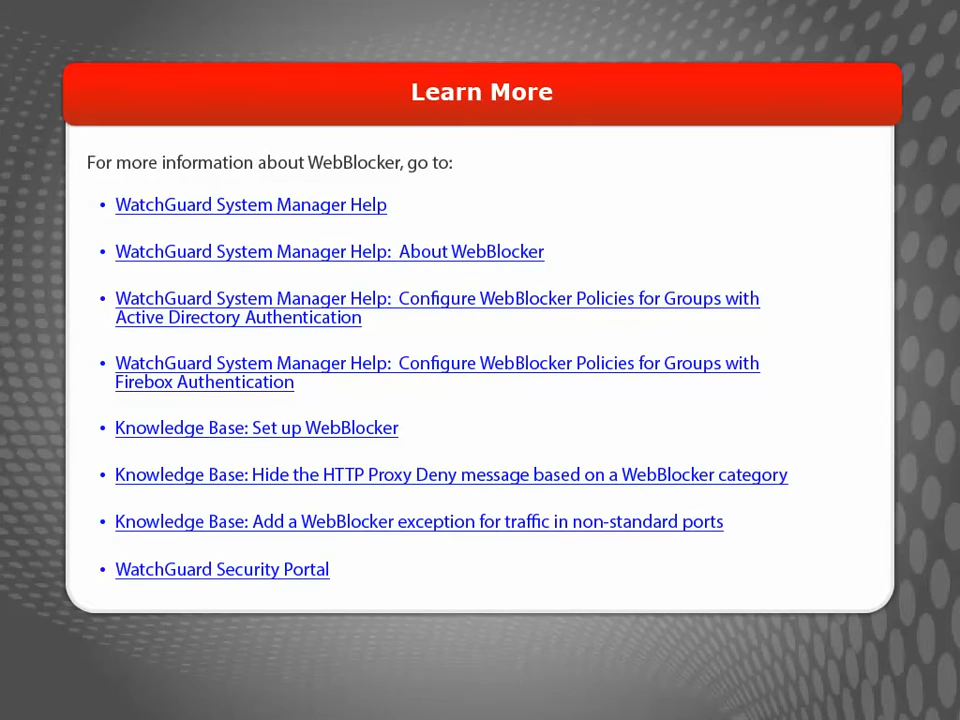 Learn More
For more information about WebBlocker, go to:
• WatchGuard System Manager Help
• WatchGuard System Manager Help:  About WebBlocker
• WatchGuard System Manager Help:  Configure WebBlocker Policies for Groups with
Active Directory Authentication
• WatchGuard System Manager Help:  Configure WebBlocker Policies for Groups with
Firebox Authentication
• Knowledge Base: Set up WebBlocker
• Knowledge Base: Hide the HTTP Proxy Deny message based on a WebBlocker category
• Knowledge Base: Add a WebBlocker exception for traffic in non-standard ports
• WatchGuard Security Portal